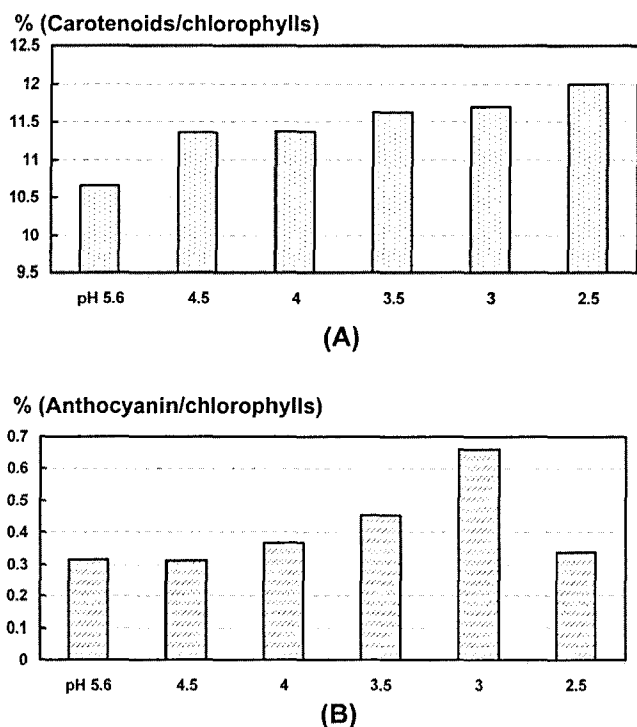 % (Carotenoids/chlorophylls)
12.5
12
11.5
11
10.5
10
9.5
pH 5.6 4.5 4 3.5 3 2.5
(A)
% (Anthocyanin/chlorophylls)
0.7
0.6
0.5
0.4
0.3
0.2
0.1
0
pH 5.6 4.5 4 3.5 3 2.5
(B)